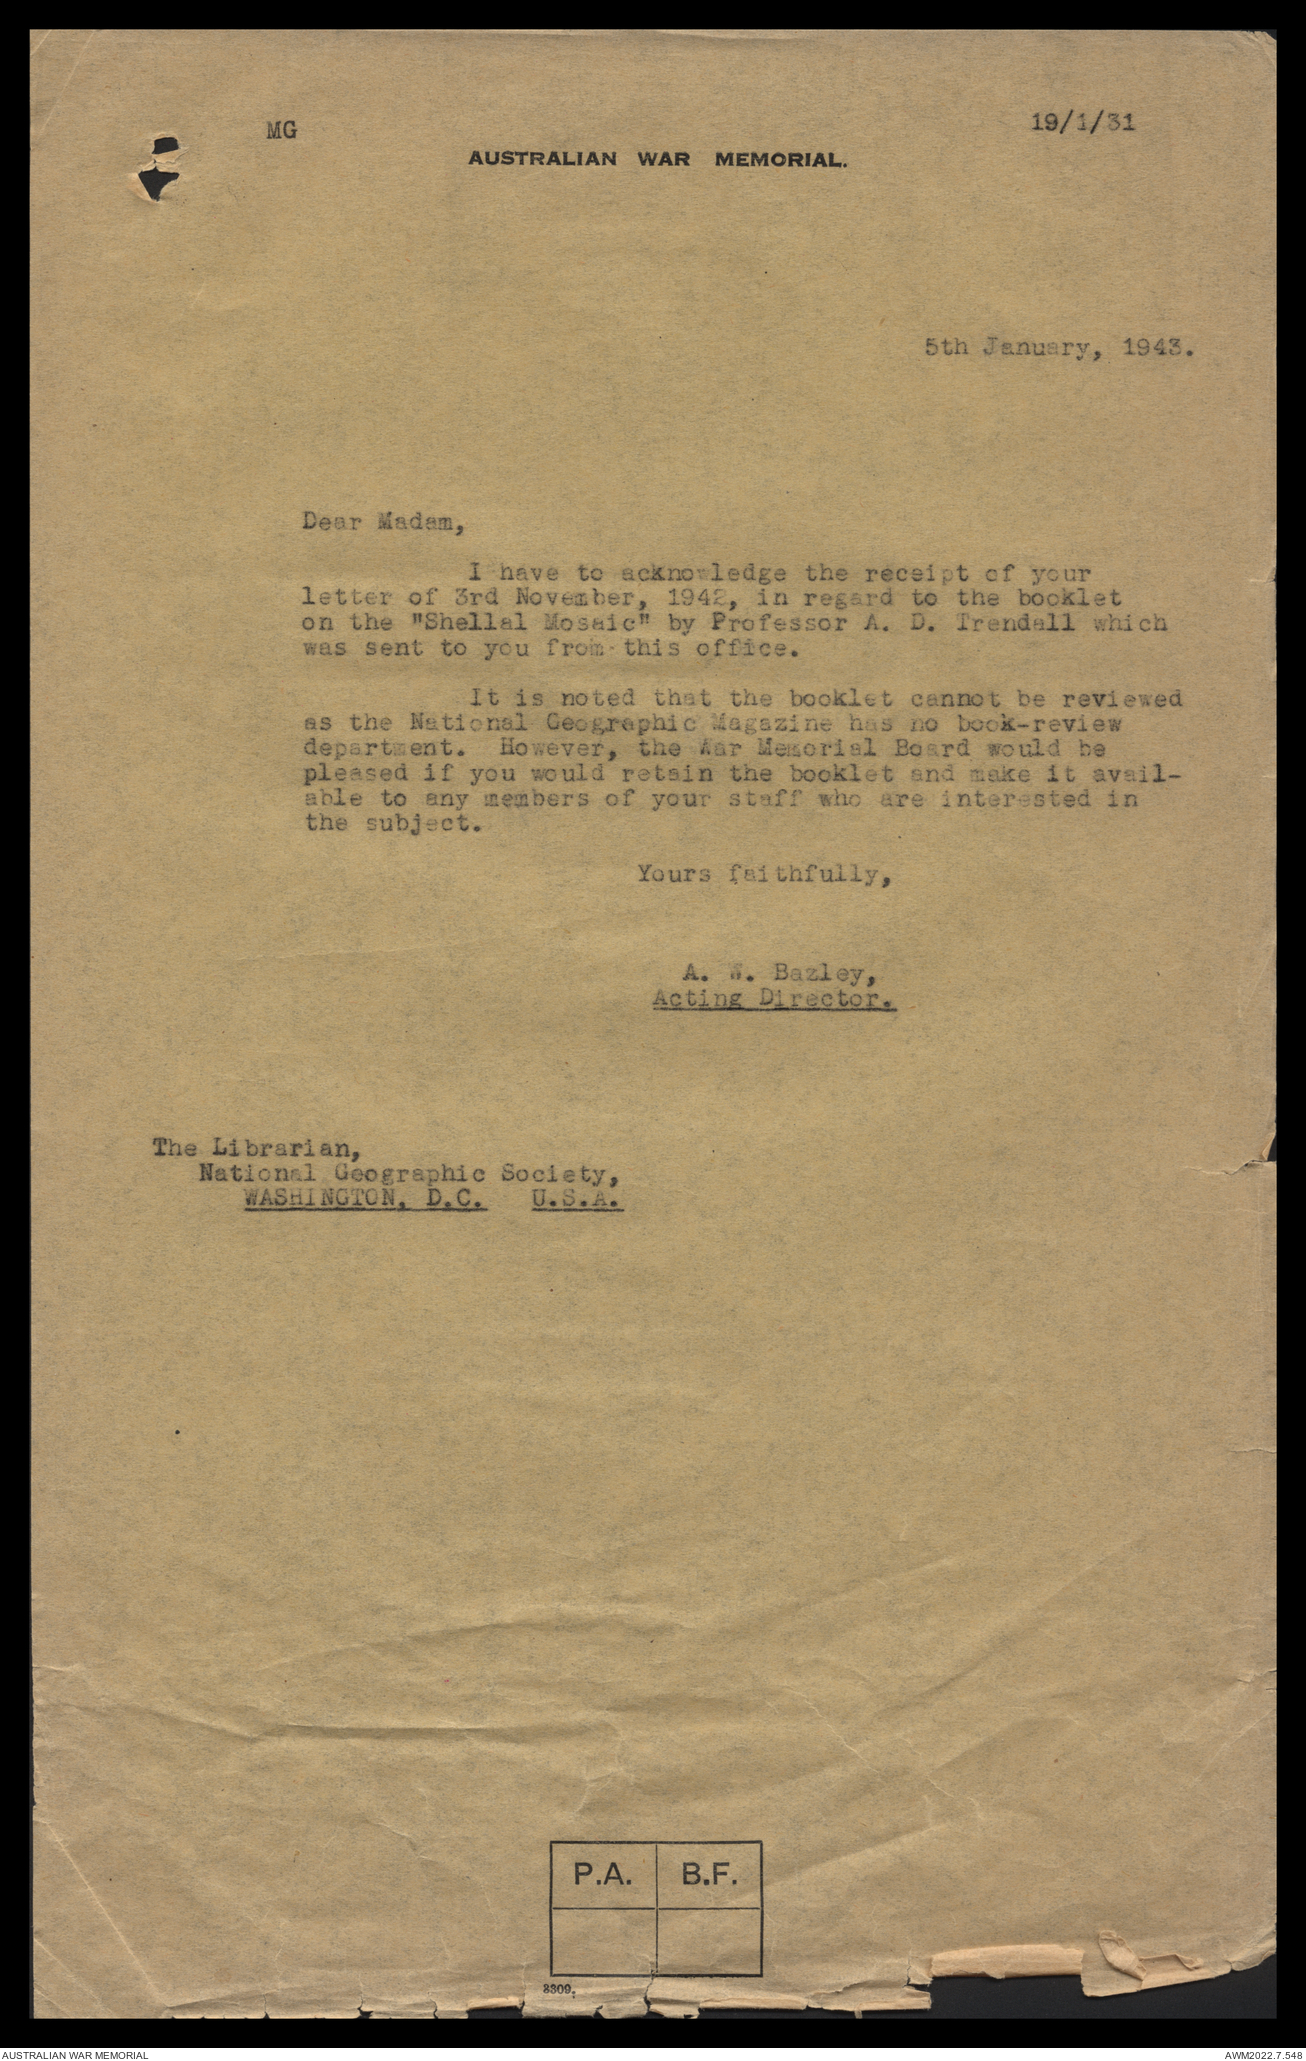 MG
19/1/31
AUSTRALIAN WAR MEMORIAL.
5th January, 1943.
Dear Madam,
I have to acknowledge the receipt of your
letter of 3rd November, 1942, in regard to the booklet
on the "Shellal Mosaic" by Professor A. D. Trendall which
was sent to you from this office.
It is noted that the booklet cannot be reviewed
as the National Geographic Magazine has no book-review
department. However, the War Memorial Board would be
pleased if you would retain the booklet and make it avail-
able to any members of your staff who are interested in
the subject.
Yours faithfully,
A. W. Bazley,
Acting Director.
The Librarian,
National Geographic Society,
WASHINGTON, D.C. U.S.A.
P.A. B.F.
3309.
AUSTRALIAN WAR MEMORIAL
AWM2022.7.548